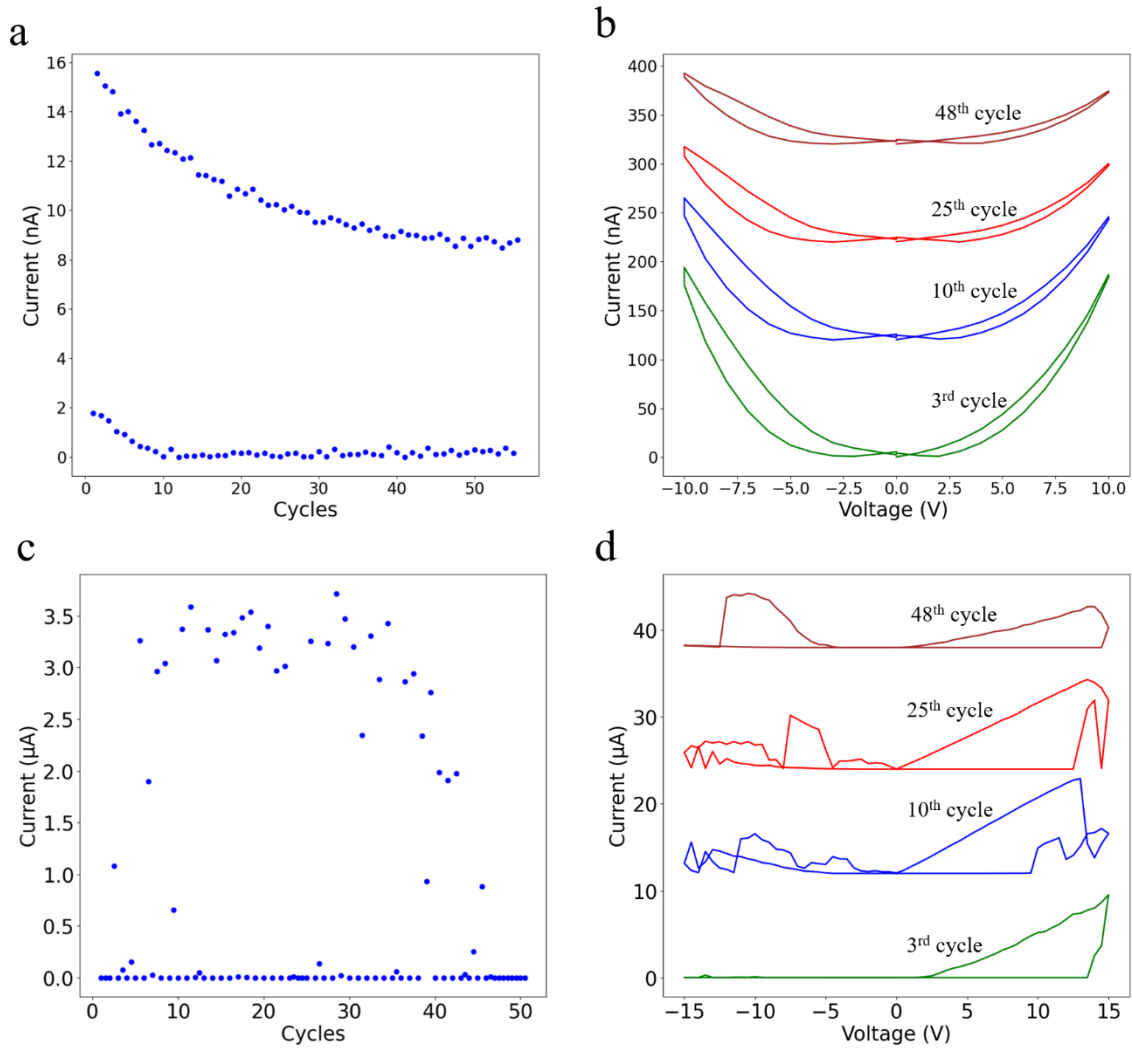 a
16
14
12
10
8
6
4
2
0
Current (nA)
0
10
20
30
40
50
Cycles
b
400
350
300
250
200
150
100
50
0
Current (nA)
48th cycle
25th cycle
10th cycle
3rd cycle
−10.0
−7.5
−5.0
−2.5
0.0
2.5
5.0
7.5
10.0
Voltage (V)
c
3.5
3.0
2.5
2.0
1.5
1.0
0.5
0.0
Current (μA)
0
10
20
30
40
50
Cycles
d
40
30
20
10
0
Current (μA)
48th cycle
25th cycle
10th cycle
3rd cycle
−15
−10
−5
0
5
10
15
Voltage (V)